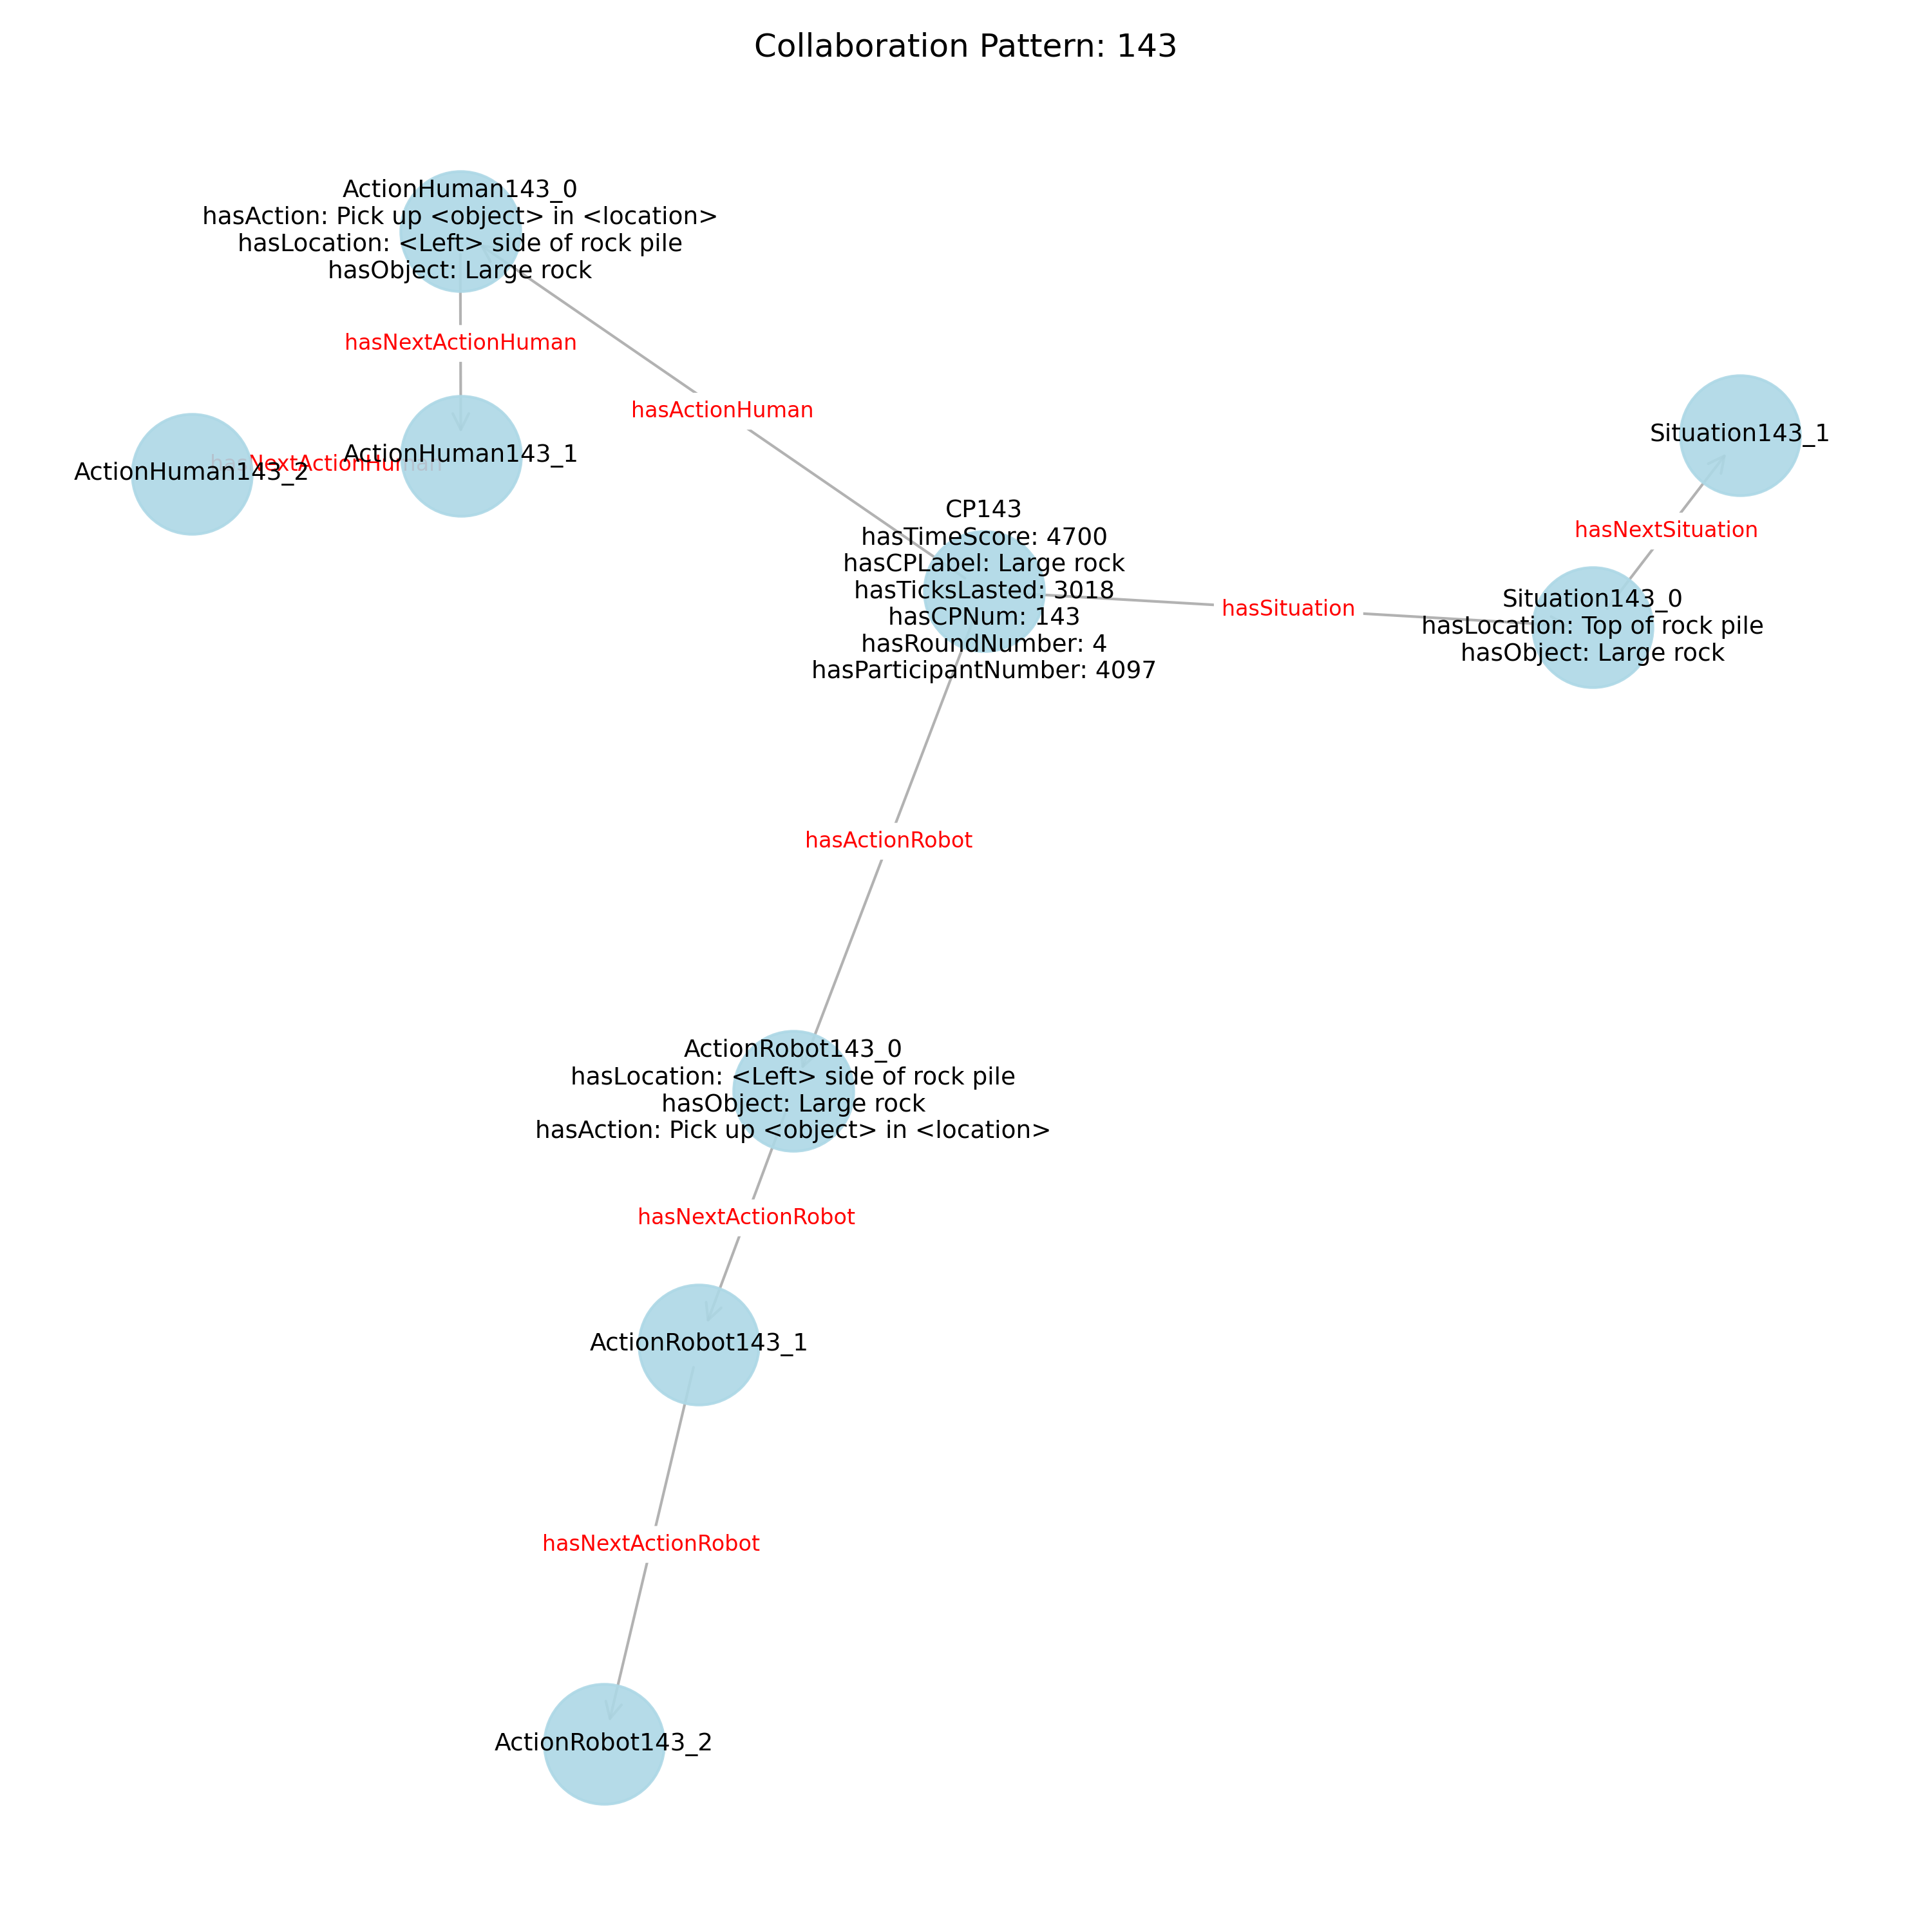 Collaboration Pattern: 143
ActionHuman143_0
hasAction: Pick up <object> in <location>
hasLocation: <Left> side of rock pile
hasObject: Large rock
hasNextActionHuman
hasActionHuman
ActionHuman143_1
hasNextActionHuman
ActionHuman143_2
Situation143_1
hasNextSituation
CP143
hasTimeScore: 4700
hasCPLabel: Large rock
hasTicksLasted: 3018
hasCPNum: 143
hasRoundNumber: 4
hasParticipantNumber: 4097
hasSituation
Situation143_0
hasLocation: Top of rock pile
hasObject: Large rock
hasActionRobot
ActionRobot143_0
hasLocation: <Left> side of rock pile
hasObject: Large rock
hasAction: Pick up <object> in <location>
hasNextActionRobot
ActionRobot143_1
hasNextActionRobot
ActionRobot143_2